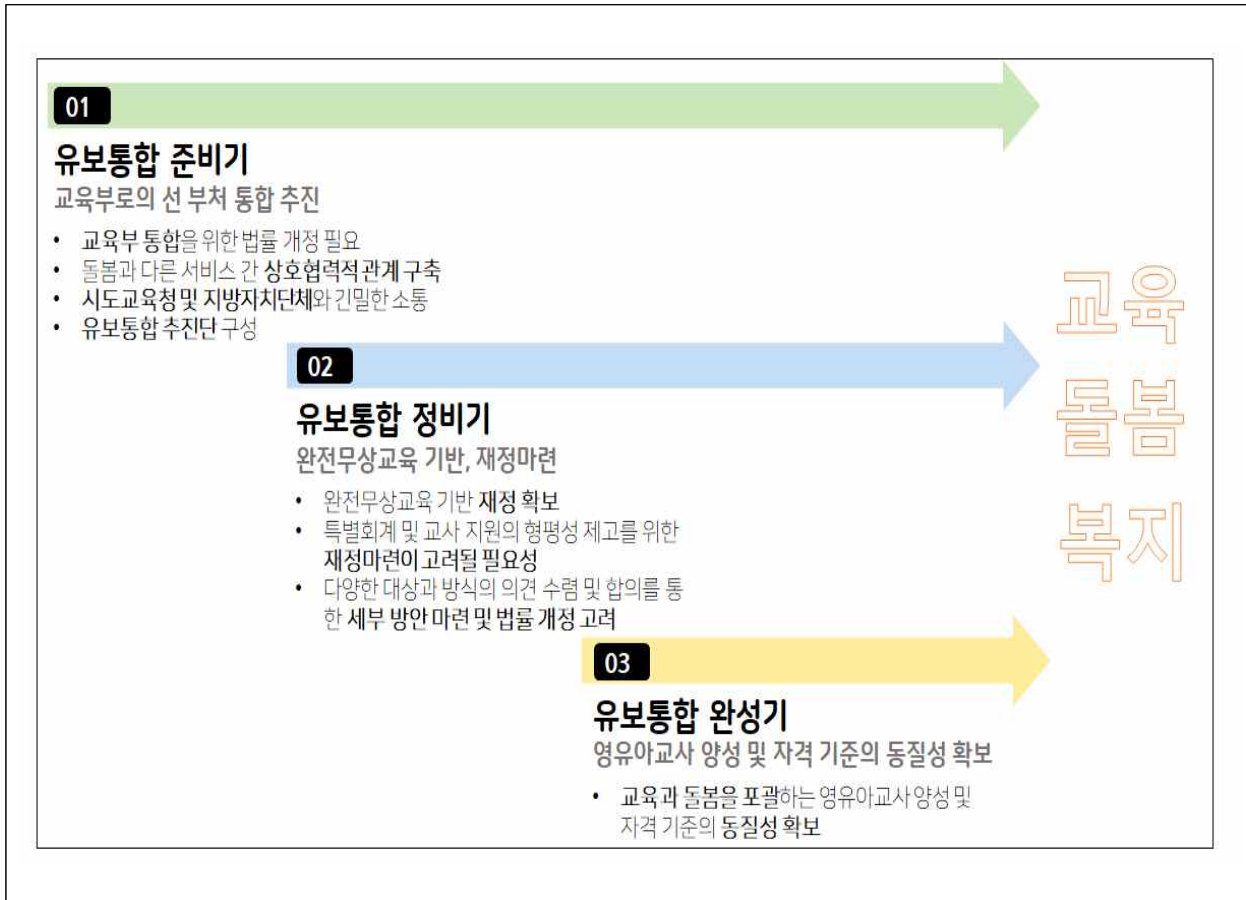 01
유보통합 준비기
교육부로의 선 부처 통합 추진
• 교육부 통합을 위한 법률 개정 필요
• 돌봄과 다른 서비스 간 상호협력적 관계 구축
• 시도교육청 및 지방자치단체와 긴밀한 소통
• 유보통합 추진단 구성
02
유보통합 정비기
완전무상교육 기반, 재정마련
• 완전무상교육 기반 재정 확보
• 특별회계 및 교사 지원의 형평성 제고를 위한
재정마련이 고려될 필요성
• 다양한 대상과 방식의 의견 수렴 및 합의를 통
한 세부 방안 마련 및 법률 개정 고려
03
유보통합 완성기
영유아교사 양성 및 자격 기준의 동질성 확보
• 교육과 돌봄을 포괄하는 영유아교사 양성 및
자격 기준의 동질성 확보
교육
돌봄
복지